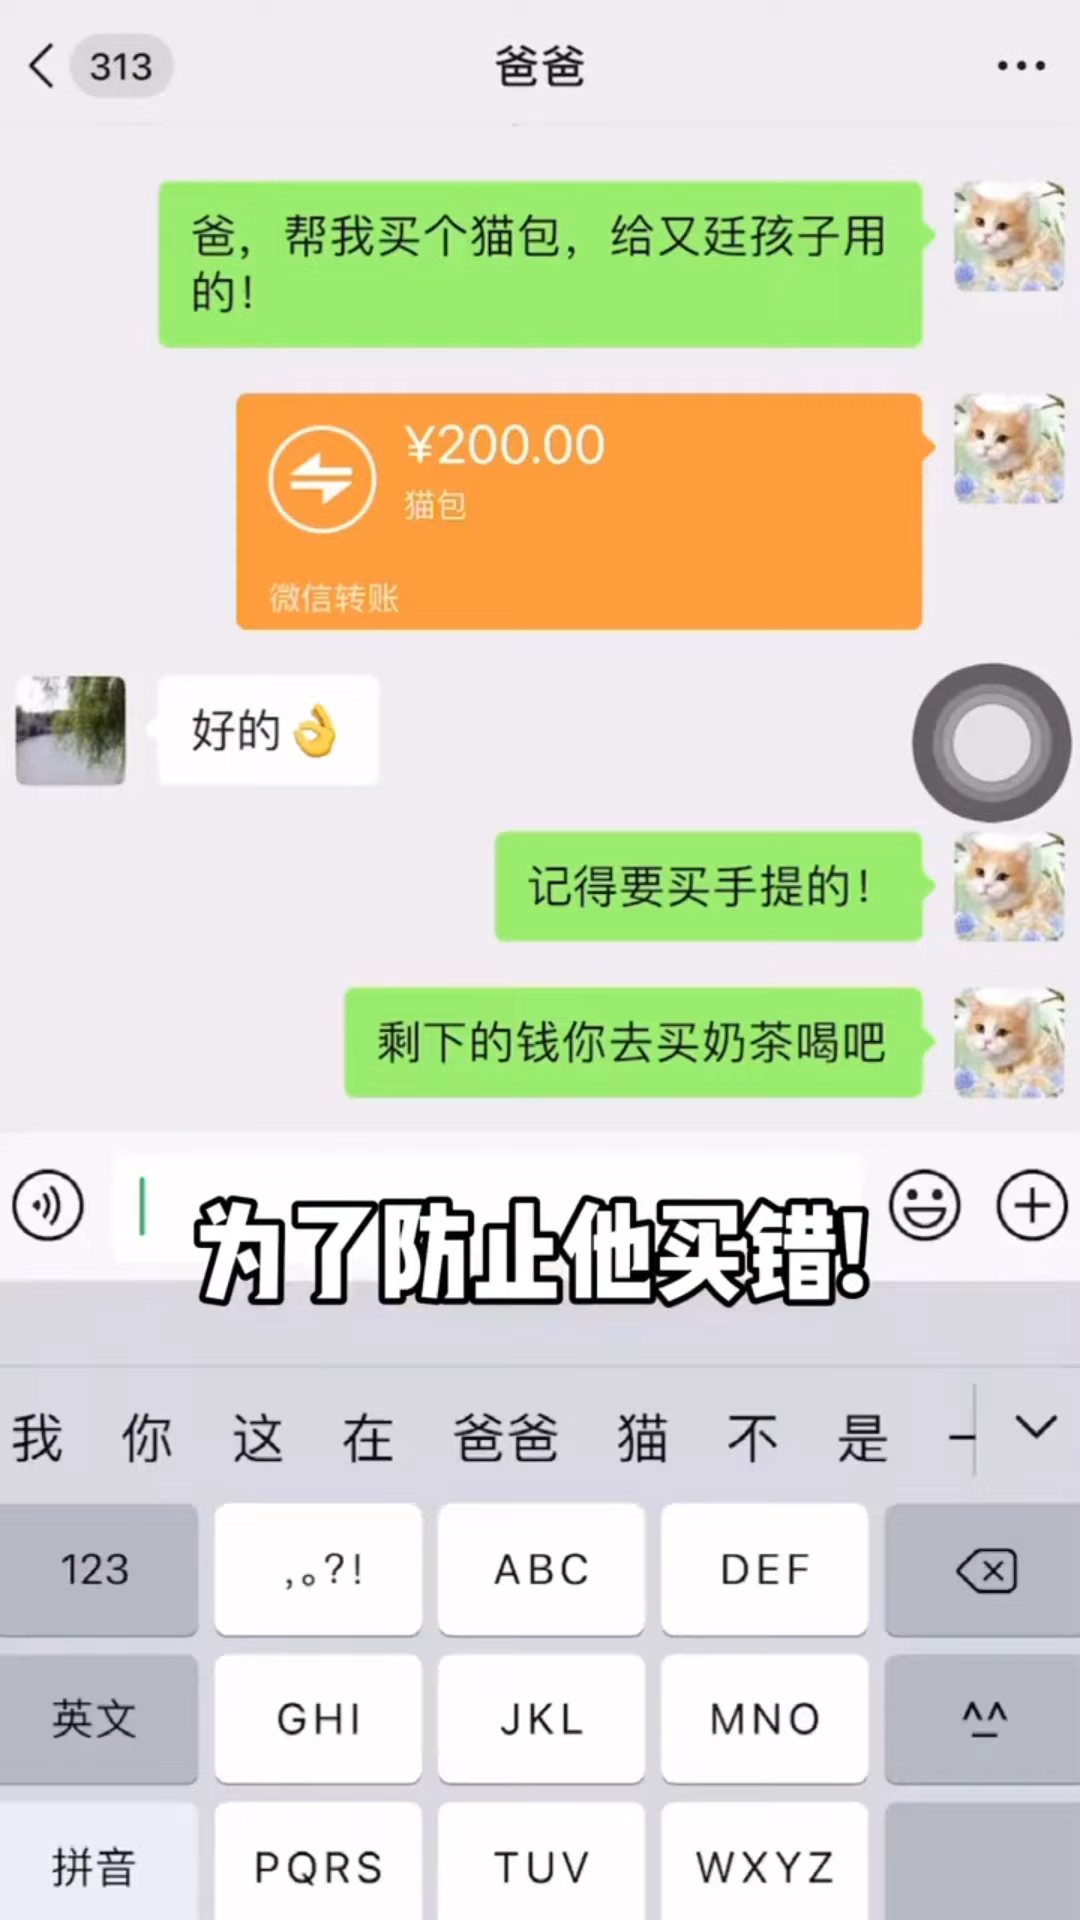 313
爸爸
爸，帮我买个猫包，给又廷孩子用
的！
¥200.00
猫包
微信转账
好的👌
记得要买手提的！
剩下的钱你去买奶茶喝吧
为了防止他买错!
我 你 这 在 爸爸 猫 不 是 一
123 ,。?! ABC DEF
英文 GHI JKL MNO ^^
拼音 PQRS TUV WXYZ